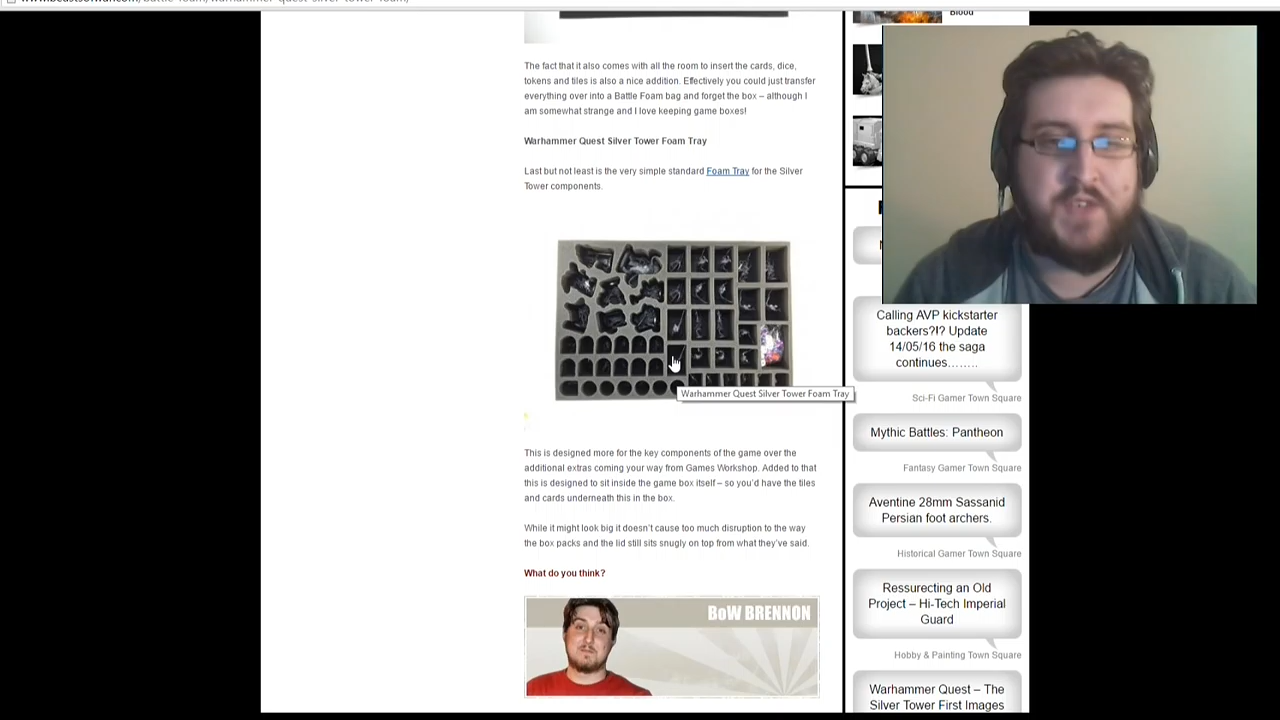 Blood
The fact that it also comes with all the room to insert the cards, dice,
tokens and tiles is also a nice addition. Effectively you could just transfer
everything over into a Battle Foam bag and forget the box – although I
am somewhat strange and I love keeping game boxes!
Warhammer Quest Silver Tower Foam Tray
Last but not least is the very simple standard Foam Tray for the Silver
Tower components.
Warhammer Quest Silver Tower Foam Tray
This is designed more for the key components of the game over the
additional extras coming your way from Games Workshop. Added to that
this is designed to sit inside the game box itself – so you'd have the tiles
and cards underneath this in the box.
While it might look big it doesn't cause too much disruption to the way
the box packs and the lid still sits snugly on top from what they've said.
What do you think?
BoW BRENNON
Calling AVP kickstarter
backers?!? Update
14/05/16 the saga
continues……..
Sci-Fi Gamer Town Square
Mythic Battles: Pantheon
Fantasy Gamer Town Square
Aventine 28mm Sassanid
Persian foot archers.
Historical Gamer Town Square
Ressurecting an Old
Project – Hi-Tech Imperial
Guard
Hobby & Painting Town Square
Warhammer Quest – The
Silver Tower First Images